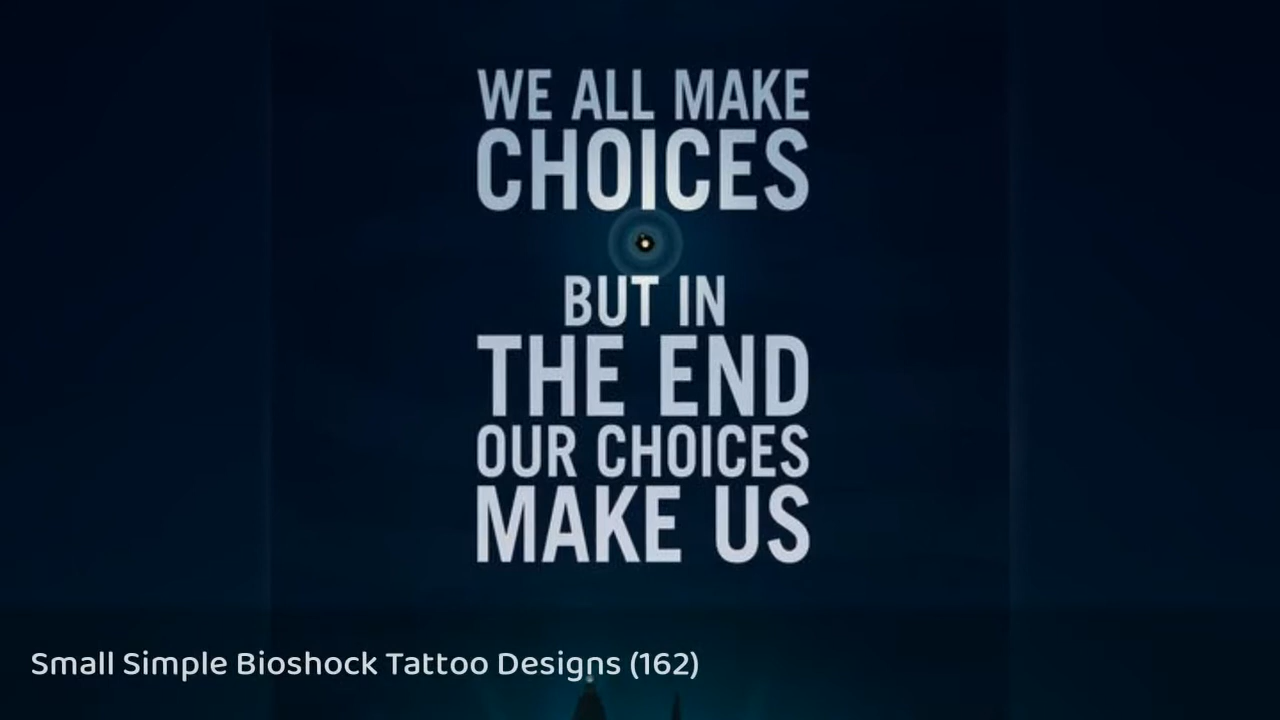 WE ALL MAKE
CHOICES
BUT IN
THE END
OUR CHOICES
MAKE US
Small Simple Bioshock Tattoo Designs (162)